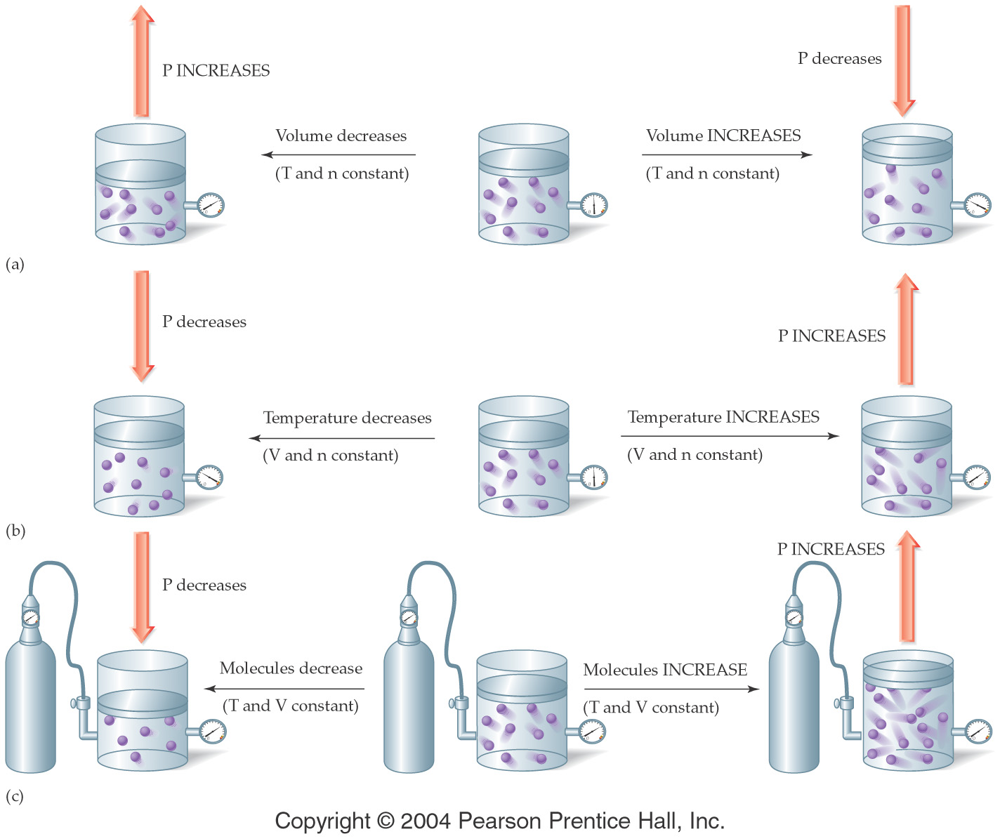 P INCREASES
P decreases
Volume decreases
(T and n constant)
Volume INCREASES
(T and n constant)
(a)
P decreases
P INCREASES
Temperature decreases
(V and n constant)
Temperature INCREASES
(V and n constant)
(b)
P decreases
P INCREASES
Molecules decrease
(T and V constant)
Molecules INCREASE
(T and V constant)
(c)
Copyright © 2004 Pearson Prentice Hall, Inc.